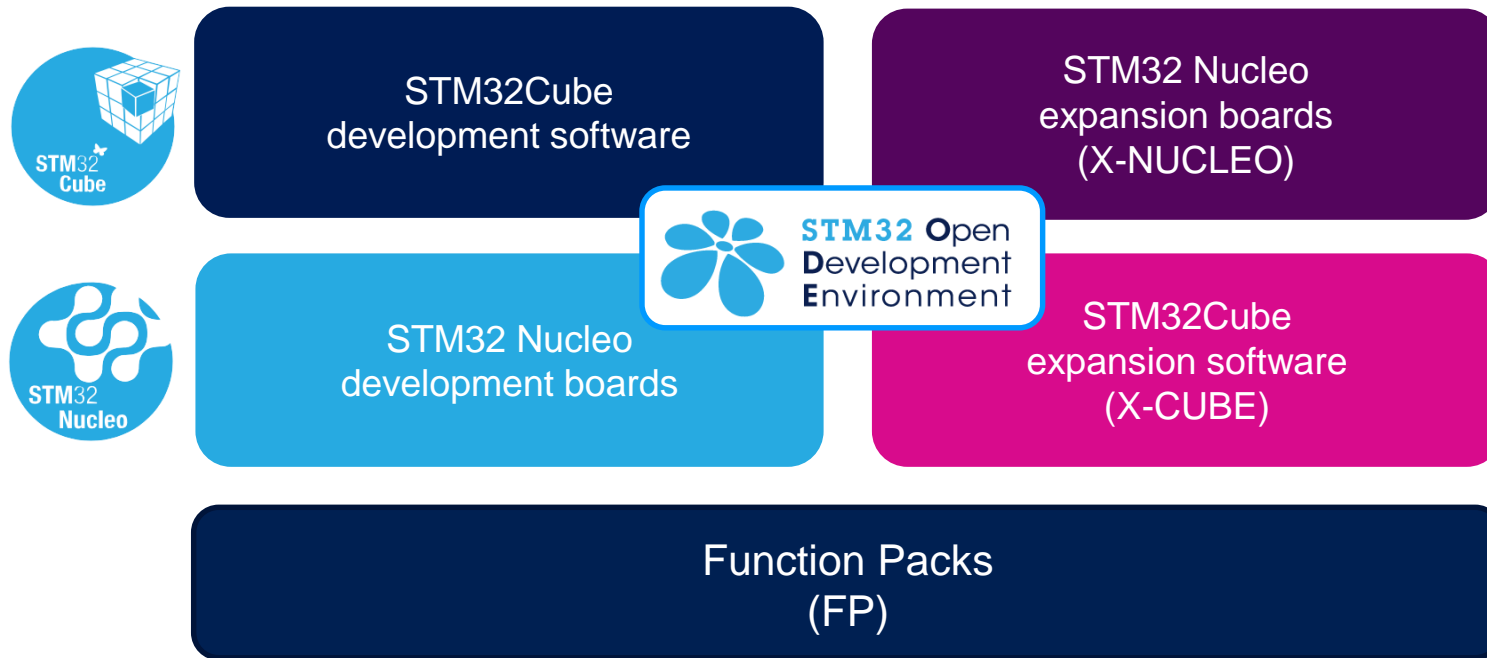 STM32
Cube
STM32Cube
development software
STM32 Nucleo
expansion boards
(X-NUCLEO)
STM32 Open
Development
Environment
STM32
Nucleo
STM32 Nucleo
development boards
STM32Cube
expansion software
(X-CUBE)
Function Packs
(FP)